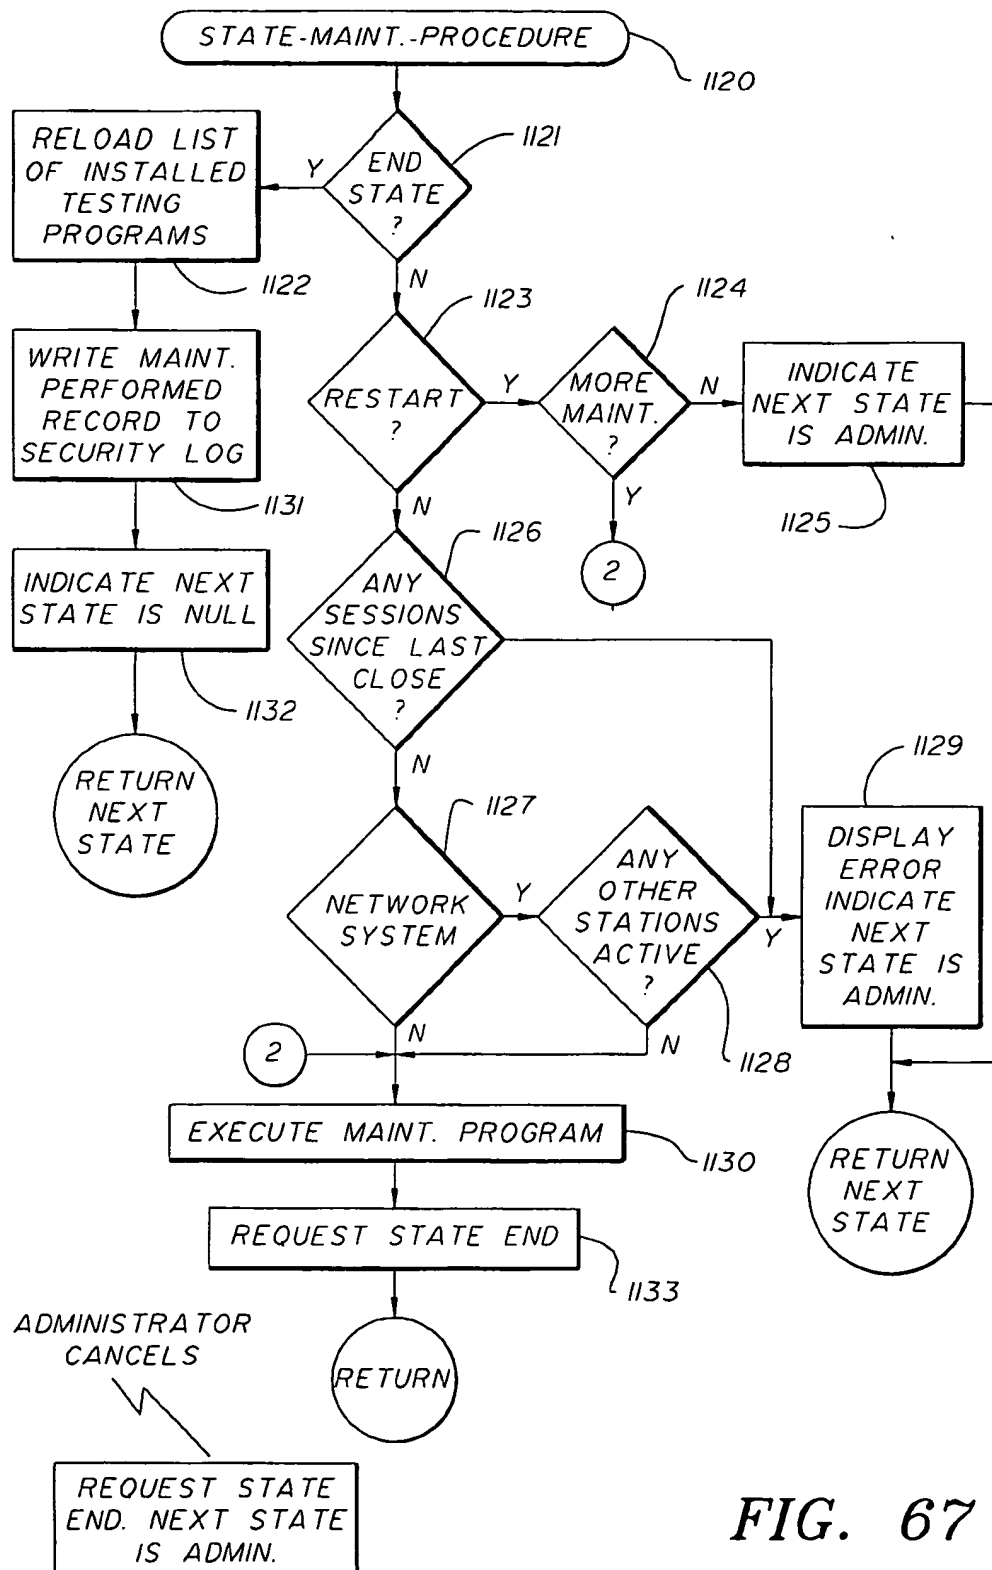 STATE-MAINT.-PROCEDURE
1120
END
STATE
?
1121
Y
N
RELOAD LIST
OF INSTALLED
TESTING
PROGRAMS
1122
WRITE MAINT.
PERFORMED
RECORD TO
SECURITY LOG
1131
INDICATE NEXT
STATE IS NULL
1132
RETURN
NEXT
STATE
RESTART
?
1123
Y
N
MORE
MAINT.
?
1124
N
Y
INDICATE
NEXT STATE
IS ADMIN.
1125
2
ANY
SESSIONS
SINCE LAST
CLOSE
?
1126
N
NETWORK
SYSTEM
1127
Y
N
ANY
OTHER
STATIONS
ACTIVE
?
1128
Y
N
DISPLAY
ERROR
INDICATE
NEXT
STATE IS
ADMIN.
1129
RETURN
NEXT
STATE
2
EXECUTE MAINT. PROGRAM
1130
REQUEST STATE END
1133
RETURN
ADMINISTRATOR
CANCELS
REQUEST STATE
END. NEXT STATE
IS ADMIN.
FIG. 67